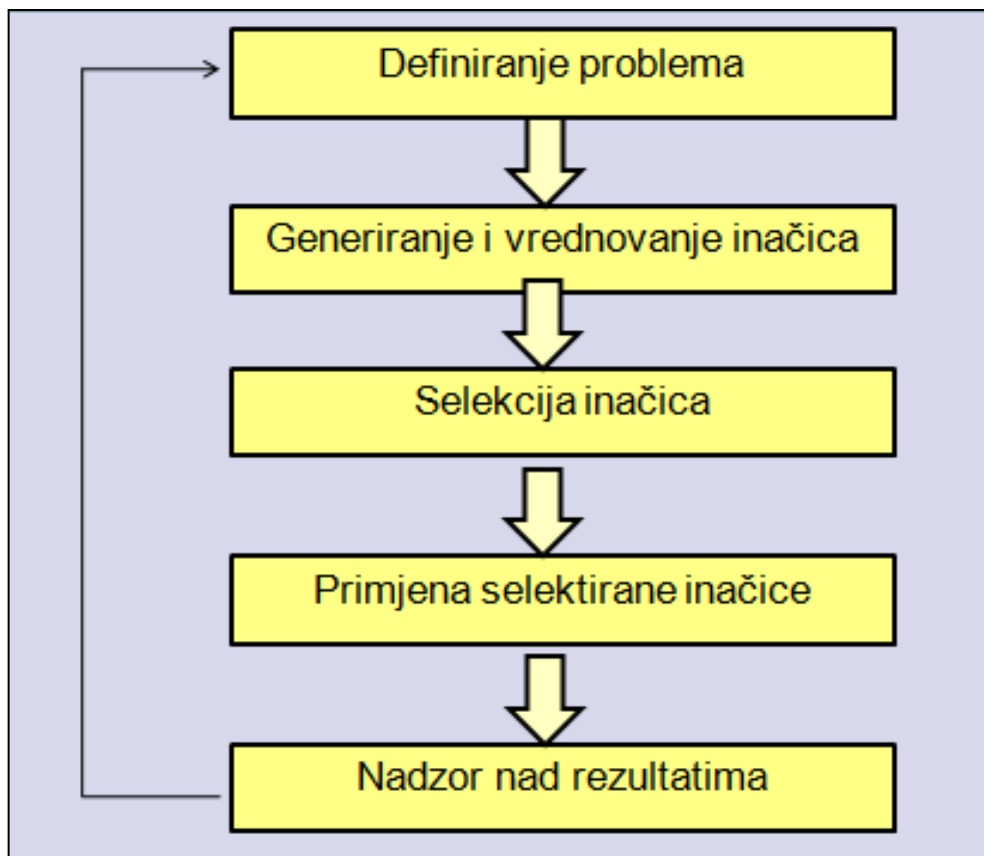 Definiranje problema
Generiranje i vrednovanje inačica
Selekcija inačica
Primjena selektirane inačice
Nadzor nad rezultatima